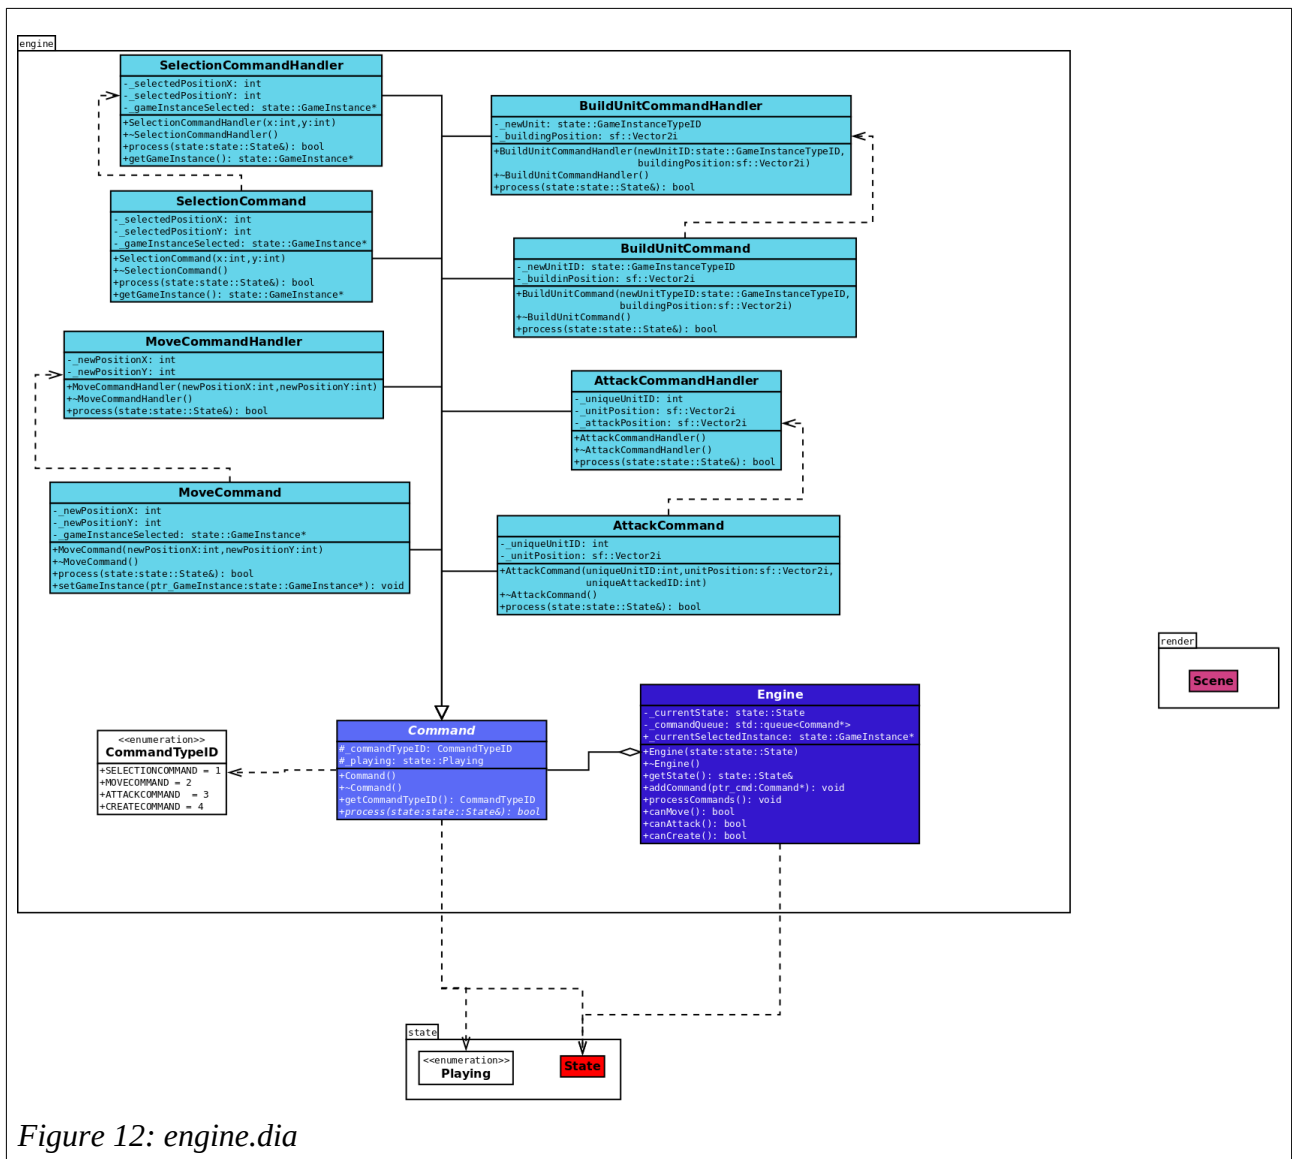 engine
SelectionCommandHandler
-_selectedPositionX: int
-_selectedPositionY: int
-_gameInstanceSelected: state::GameInstance*
+SelectionCommandHandler(x:int,y:int)
+~SelectionCommandHandler()
+process(state:state::State&): bool
+getGameInstance(): state::GameInstance*
BuildUnitCommandHandler
-_newUnit: state::GameInstanceTypeID
-_buildingPosition: sf::Vector2i
+BuildUnitCommandHandler(newUnitID:state::GameInstanceTypeID,
buildingPosition:sf::Vector2i)
+~BuildUnitCommandHandler()
+process(state:state::State&): bool
SelectionCommand
-_selectedPositionX: int
-_selectedPositionY: int
-_gameInstanceSelected: state::GameInstance*
+SelectionCommand(x:int,y:int)
+~SelectionCommand()
+process(state:state::State&): bool
+getGameInstance(): state::GameInstance*
BuildUnitCommand
-_newUnitID: state::GameInstanceTypeID
-_buildinPosition: sf::Vector2i
+BuildUnitCommand(newUnitTypeID:state::GameInstanceTypeID,
buildingPosition:sf::Vector2i)
+~BuildUnitCommand()
+process(state:state::State&): bool
MoveCommandHandler
-_newPositionX: int
-_newPositionY: int
+MoveCommandHandler(newPositionX:int,newPositionY:int)
+~MoveCommandHandler()
+process(state:state::State&): bool
AttackCommandHandler
-_uniqueUnitID: int
-_unitPosition: sf::Vector2i
-_attackPosition: sf::Vector2i
+AttackCommandHandler()
+~AttackCommandHandler()
+process(state:state::State&): bool
MoveCommand
-_newPositionX: int
-_newPositionY: int
-_gameInstanceSelected: state::GameInstance*
+MoveCommand(newPositionX:int,newPositionY:int)
+~MoveCommand()
+process(state:state::State&): bool
+setGameInstance(ptr_GameInstance:state::GameInstance*): void
AttackCommand
-_uniqueUnitID: int
-_unitPosition: sf::Vector2i
+AttackCommand(uniqueUnitID:int,unitPosition:sf::Vector2i,
uniqueAttackedID:int)
+~AttackCommand()
+process(state:state::State&): bool
render
Scene
<<enumeration>>
CommandTypeID
+SELECTIONCOMMAND = 1
+MOVECOMMAND = 2
+ATTACKCOMMAND  = 3
+CREATECOMMAND = 4
Command
#_commandTypeID: CommandTypeID
#_playing: state::Playing
+Command()
+~Command()
+getCommandTypeID(): CommandTypeID
+process(state:state::State&): bool
Engine
-_currentState: state::State
-_commandQueue: std::queue<Command*>
+_currentSelectedInstance: state::GameInstance*
+Engine(state:state::State)
+~Engine()
+getState(): state::State&
+addCommand(ptr_cmd:Command*): void
+processCommands(): void
+canMove(): bool
+canAttack(): bool
+canCreate(): bool
state
<<enumeration>>
Playing
State
Figure 12: engine.dia